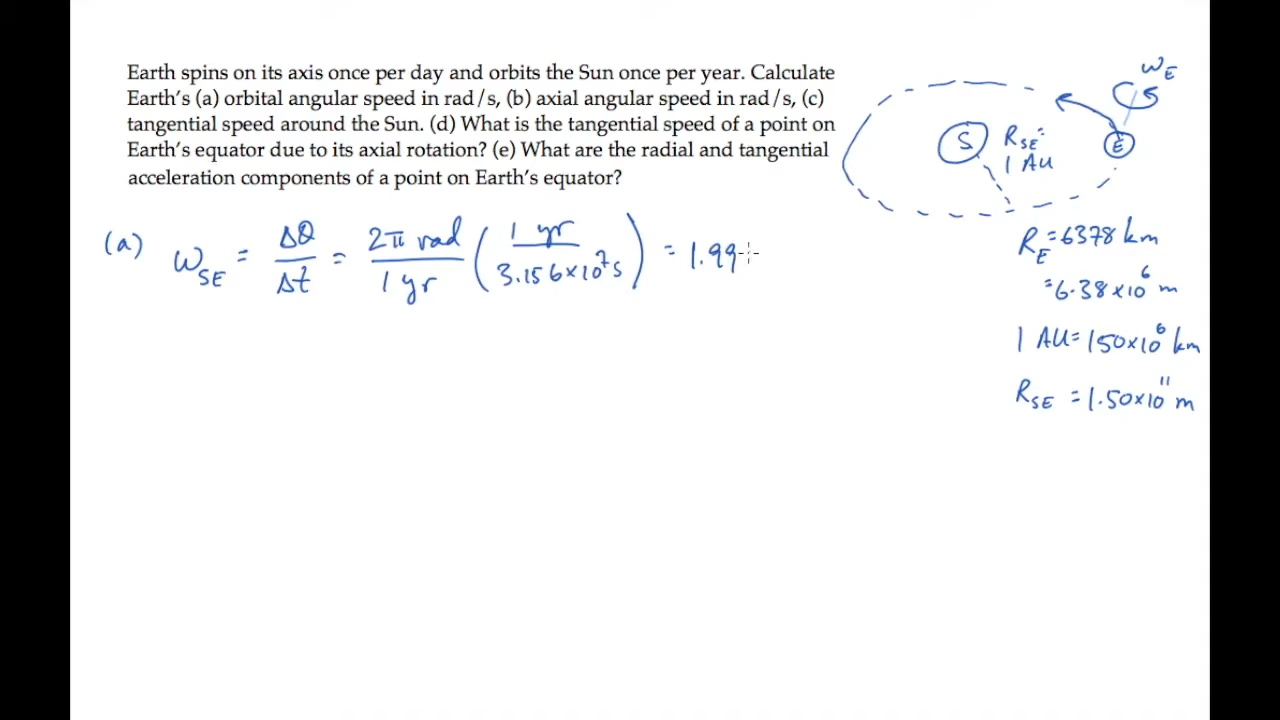 Earth spins on its axis once per day and orbits the Sun once per year. Calculate
Earth's (a) orbital angular speed in rad/s, (b) axial angular speed in rad/s, (c)
tangential speed around the Sun. (d) What is the tangential speed of a point on
Earth's equator due to its axial rotation? (e) What are the radial and tangential
acceleration components of a point on Earth's equator?
ω_E
S
R_SE =
1 AU
E
(a) ω_SE = Δθ/Δt = 2π rad/1 yr (1 yr/3.156×10^7 s) = 1.99
R_E = 6378 km
= 6.38×10^6 m
1 AU = 150×10^6 km
R_SE = 1.50×10^11 m